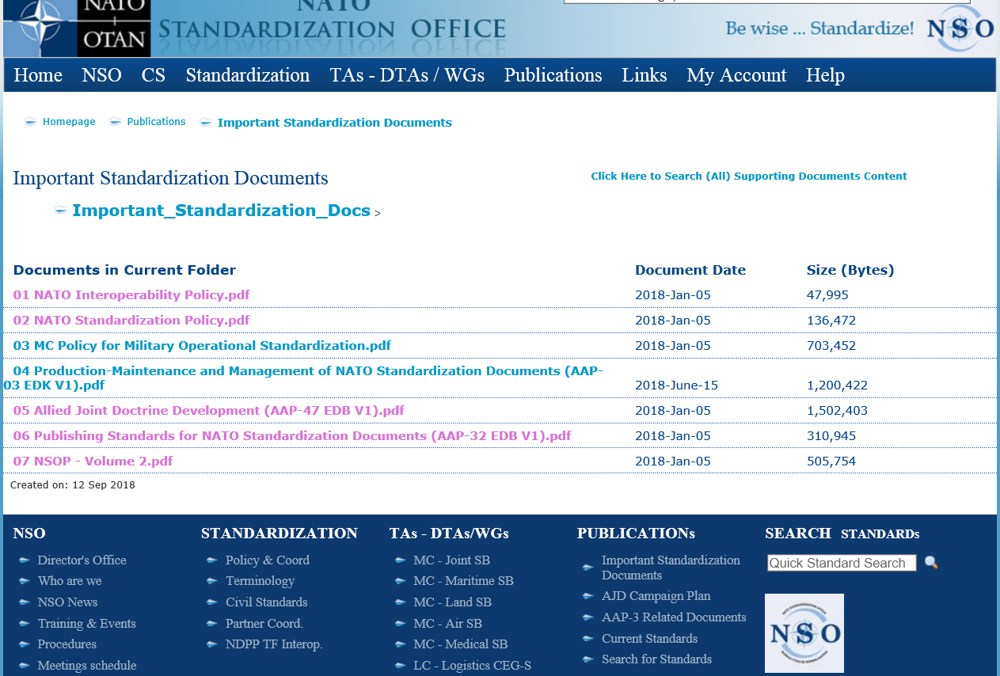 NATO
OTAN
NATO
STANDARDIZATION OFFICE
Be wise ... Standardize! NSO
Home NSO CS Standardization TAs - DTAs / WGs Publications Links My Account Help
Homepage Publications Important Standardization Documents
Important Standardization Documents
Click Here to Search (All) Supporting Documents Content
Important_Standardization_Docs >
Documents in Current Folder Document Date Size (Bytes)
01 NATO Interoperability Policy.pdf 2018-Jan-05 47,995
02 NATO Standardization Policy.pdf 2018-Jan-05 136,472
03 MC Policy for Military Operational Standardization.pdf 2018-Jan-05 703,452
04 Production-Maintenance and Management of NATO Standardization Documents (AAP-
03 EDK V1).pdf 2018-June-15 1,200,422
05 Allied Joint Doctrine Development (AAP-47 EDB V1).pdf 2018-Jan-05 1,502,403
06 Publishing Standards for NATO Standardization Documents (AAP-32 EDB V1).pdf 2018-Jan-05 310,945
07 NSOP - Volume 2.pdf 2018-Jan-05 505,754
Created on: 12 Sep 2018
NSO
Director's Office
Who are we
NSO News
Training & Events
Procedures
Meetings schedule
STANDARDIZATION
Policy & Coord
Terminology
Civil Standards
Partner Coord.
NDPP TF Interop.
TAs - DTAs/WGs
MC - Joint SB
MC - Maritime SB
MC - Land SB
MC - Air SB
MC - Medical SB
LC - Logistics CEG-S
PUBLICATIONs
Important Standardization
Documents
AJD Campaign Plan
AAP-3 Related Documents
Current Standards
Search for Standards
SEARCH STANDARDs
Quick Standard Search
NSO